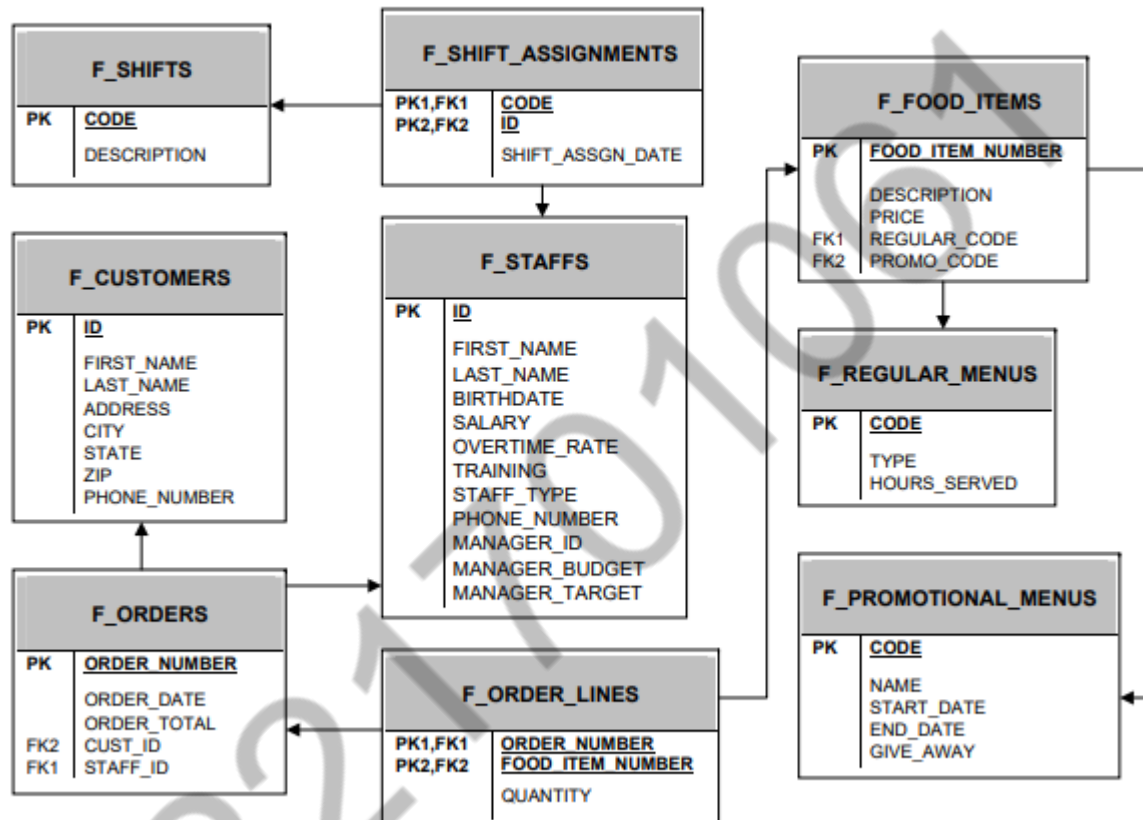 F_SHIFTS
PK CODE
DESCRIPTION
F_SHIFT_ASSIGNMENTS
PK1,FK1 CODE
PK2,FK2 ID
SHIFT_ASSGN_DATE
F_FOOD_ITEMS
PK FOOD_ITEM_NUMBER
DESCRIPTION
PRICE
FK1 REGULAR_CODE
FK2 PROMO_CODE
F_CUSTOMERS
PK ID
FIRST_NAME
LAST_NAME
ADDRESS
CITY
STATE
ZIP
PHONE_NUMBER
F_STAFFS
PK ID
FIRST_NAME
LAST_NAME
BIRTHDATE
SALARY
OVERTIME_RATE
TRAINING
STAFF_TYPE
PHONE_NUMBER
MANAGER_ID
MANAGER_BUDGET
MANAGER_TARGET
F_REGULAR_MENUS
PK CODE
TYPE
HOURS_SERVED
F_ORDERS
PK ORDER_NUMBER
ORDER_DATE
ORDER_TOTAL
FK2 CUST_ID
FK1 STAFF_ID
F_ORDER_LINES
PK1,FK1 ORDER_NUMBER
PK2,FK2 FOOD_ITEM_NUMBER
QUANTITY
F_PROMOTIONAL_MENUS
PK CODE
NAME
START_DATE
END_DATE
GIVE_AWAY